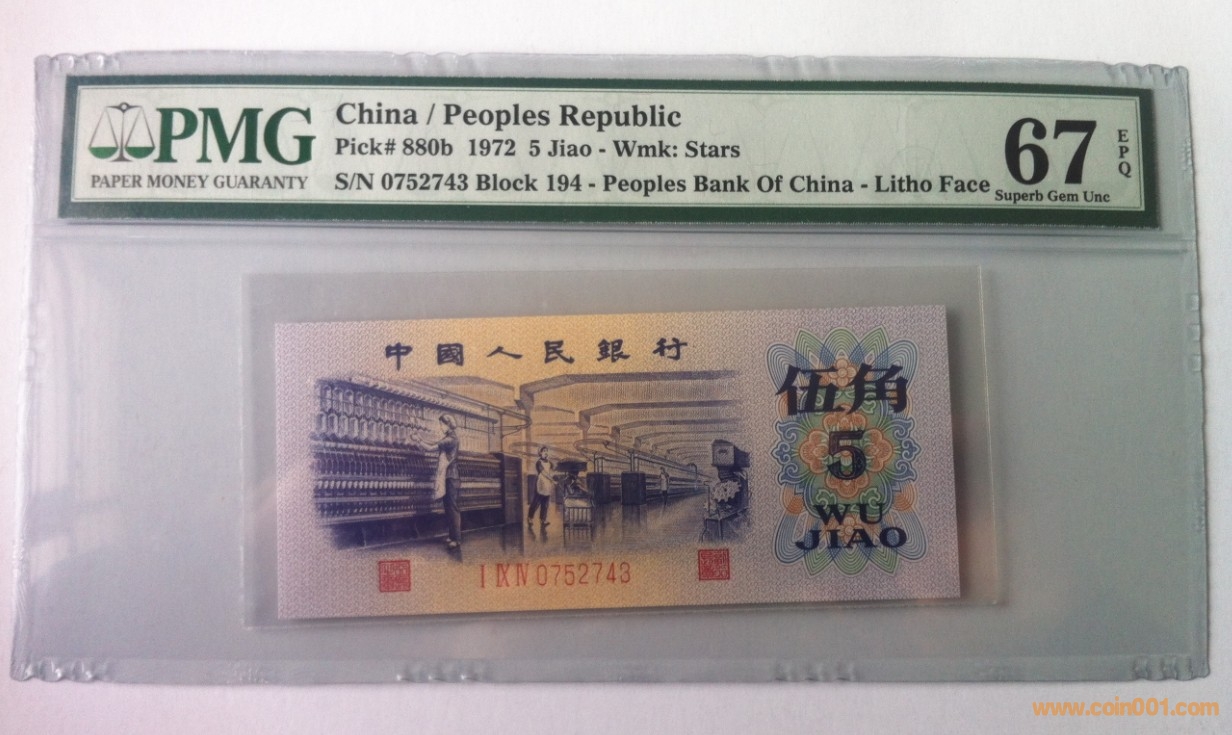 PMG
PAPER MONEY GUARANTY
China / Peoples Republic
Pick# 880b 1972 5 Jiao - Wmk: Stars
S/N 0752743 Block 194 - Peoples Bank Of China - Litho Face
67
Superb Gem Unc
EPQ
中國人民銀行
伍角
5
WU
JIAO
I IX IV 0752743
www.coin001.com